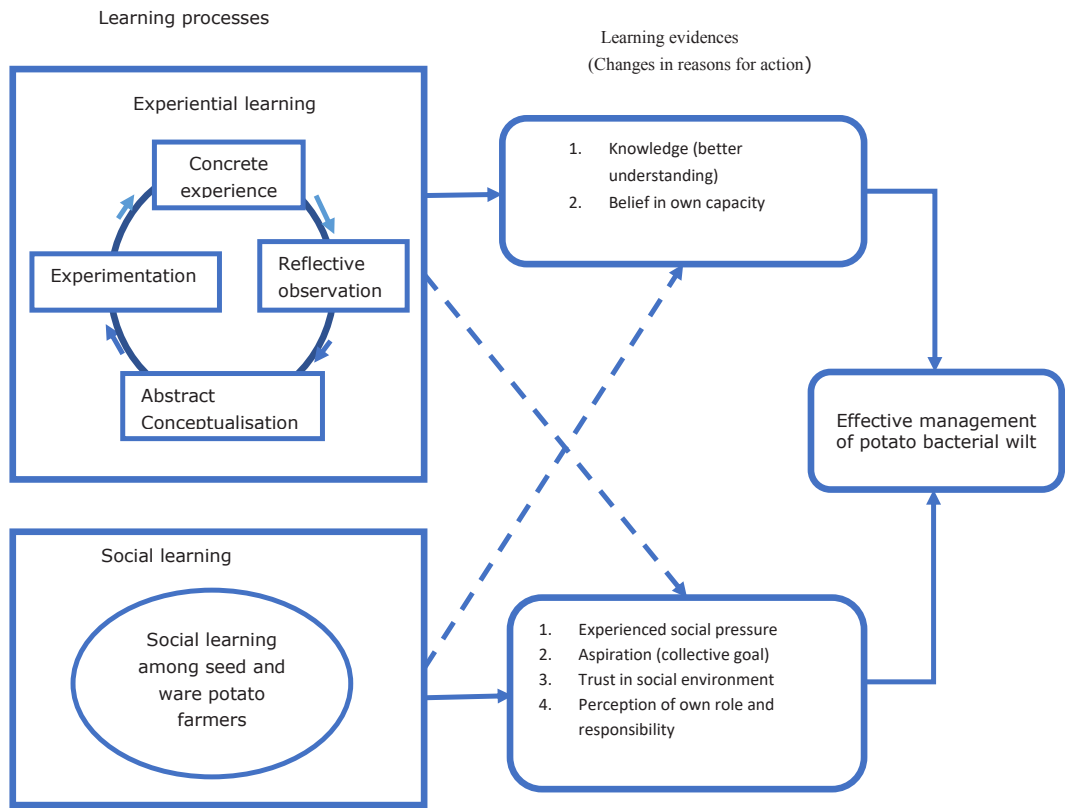 Learning processes
Learning evidences
(Changes in reasons for action)
Experiential learning
Concrete
experience
Experimentation
Reflective
observation
Abstract
Conceptualisation
1. Knowledge (better
understanding)
2. Belief in own capacity
Effective management
of potato bacterial wilt
Social learning
Social learning
among seed and
ware potato
farmers
1. Experienced social pressure
2. Aspiration (collective goal)
3. Trust in social environment
4. Perception of own role and
responsibility